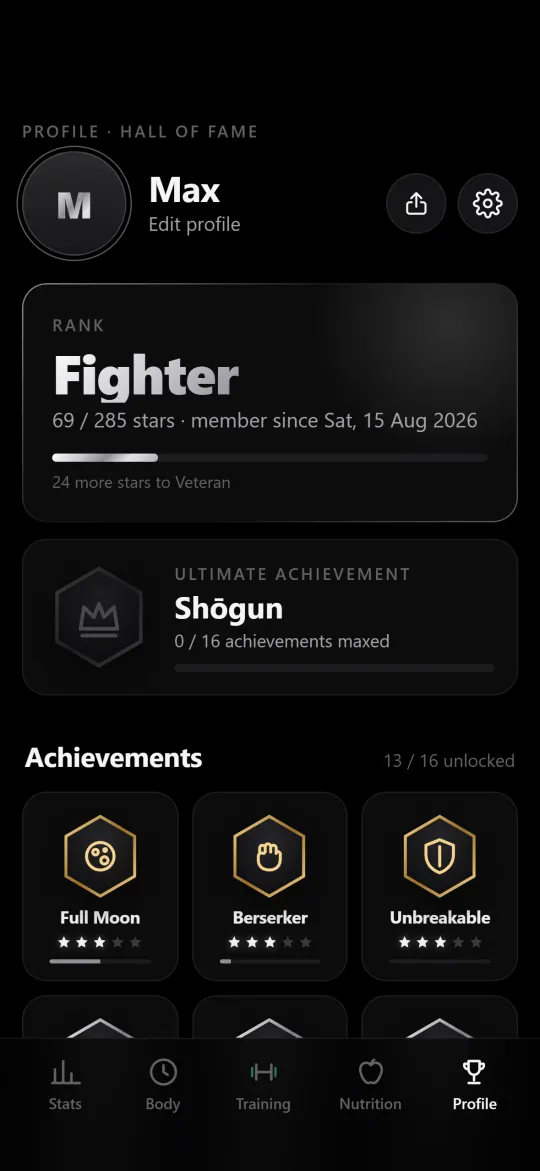 PROFILE · HALL OF FAME
M
Max
Edit profile
RANK
Fighter
69 / 285 stars · member since Sat, 15 Aug 2026
24 more stars to Veteran
ULTIMATE ACHIEVEMENT
Shōgun
0 / 16 achievements maxed
Achievements
13 / 16 unlocked
Full Moon
Berserker
Unbreakable
Stats
Body
Training
Nutrition
Profile